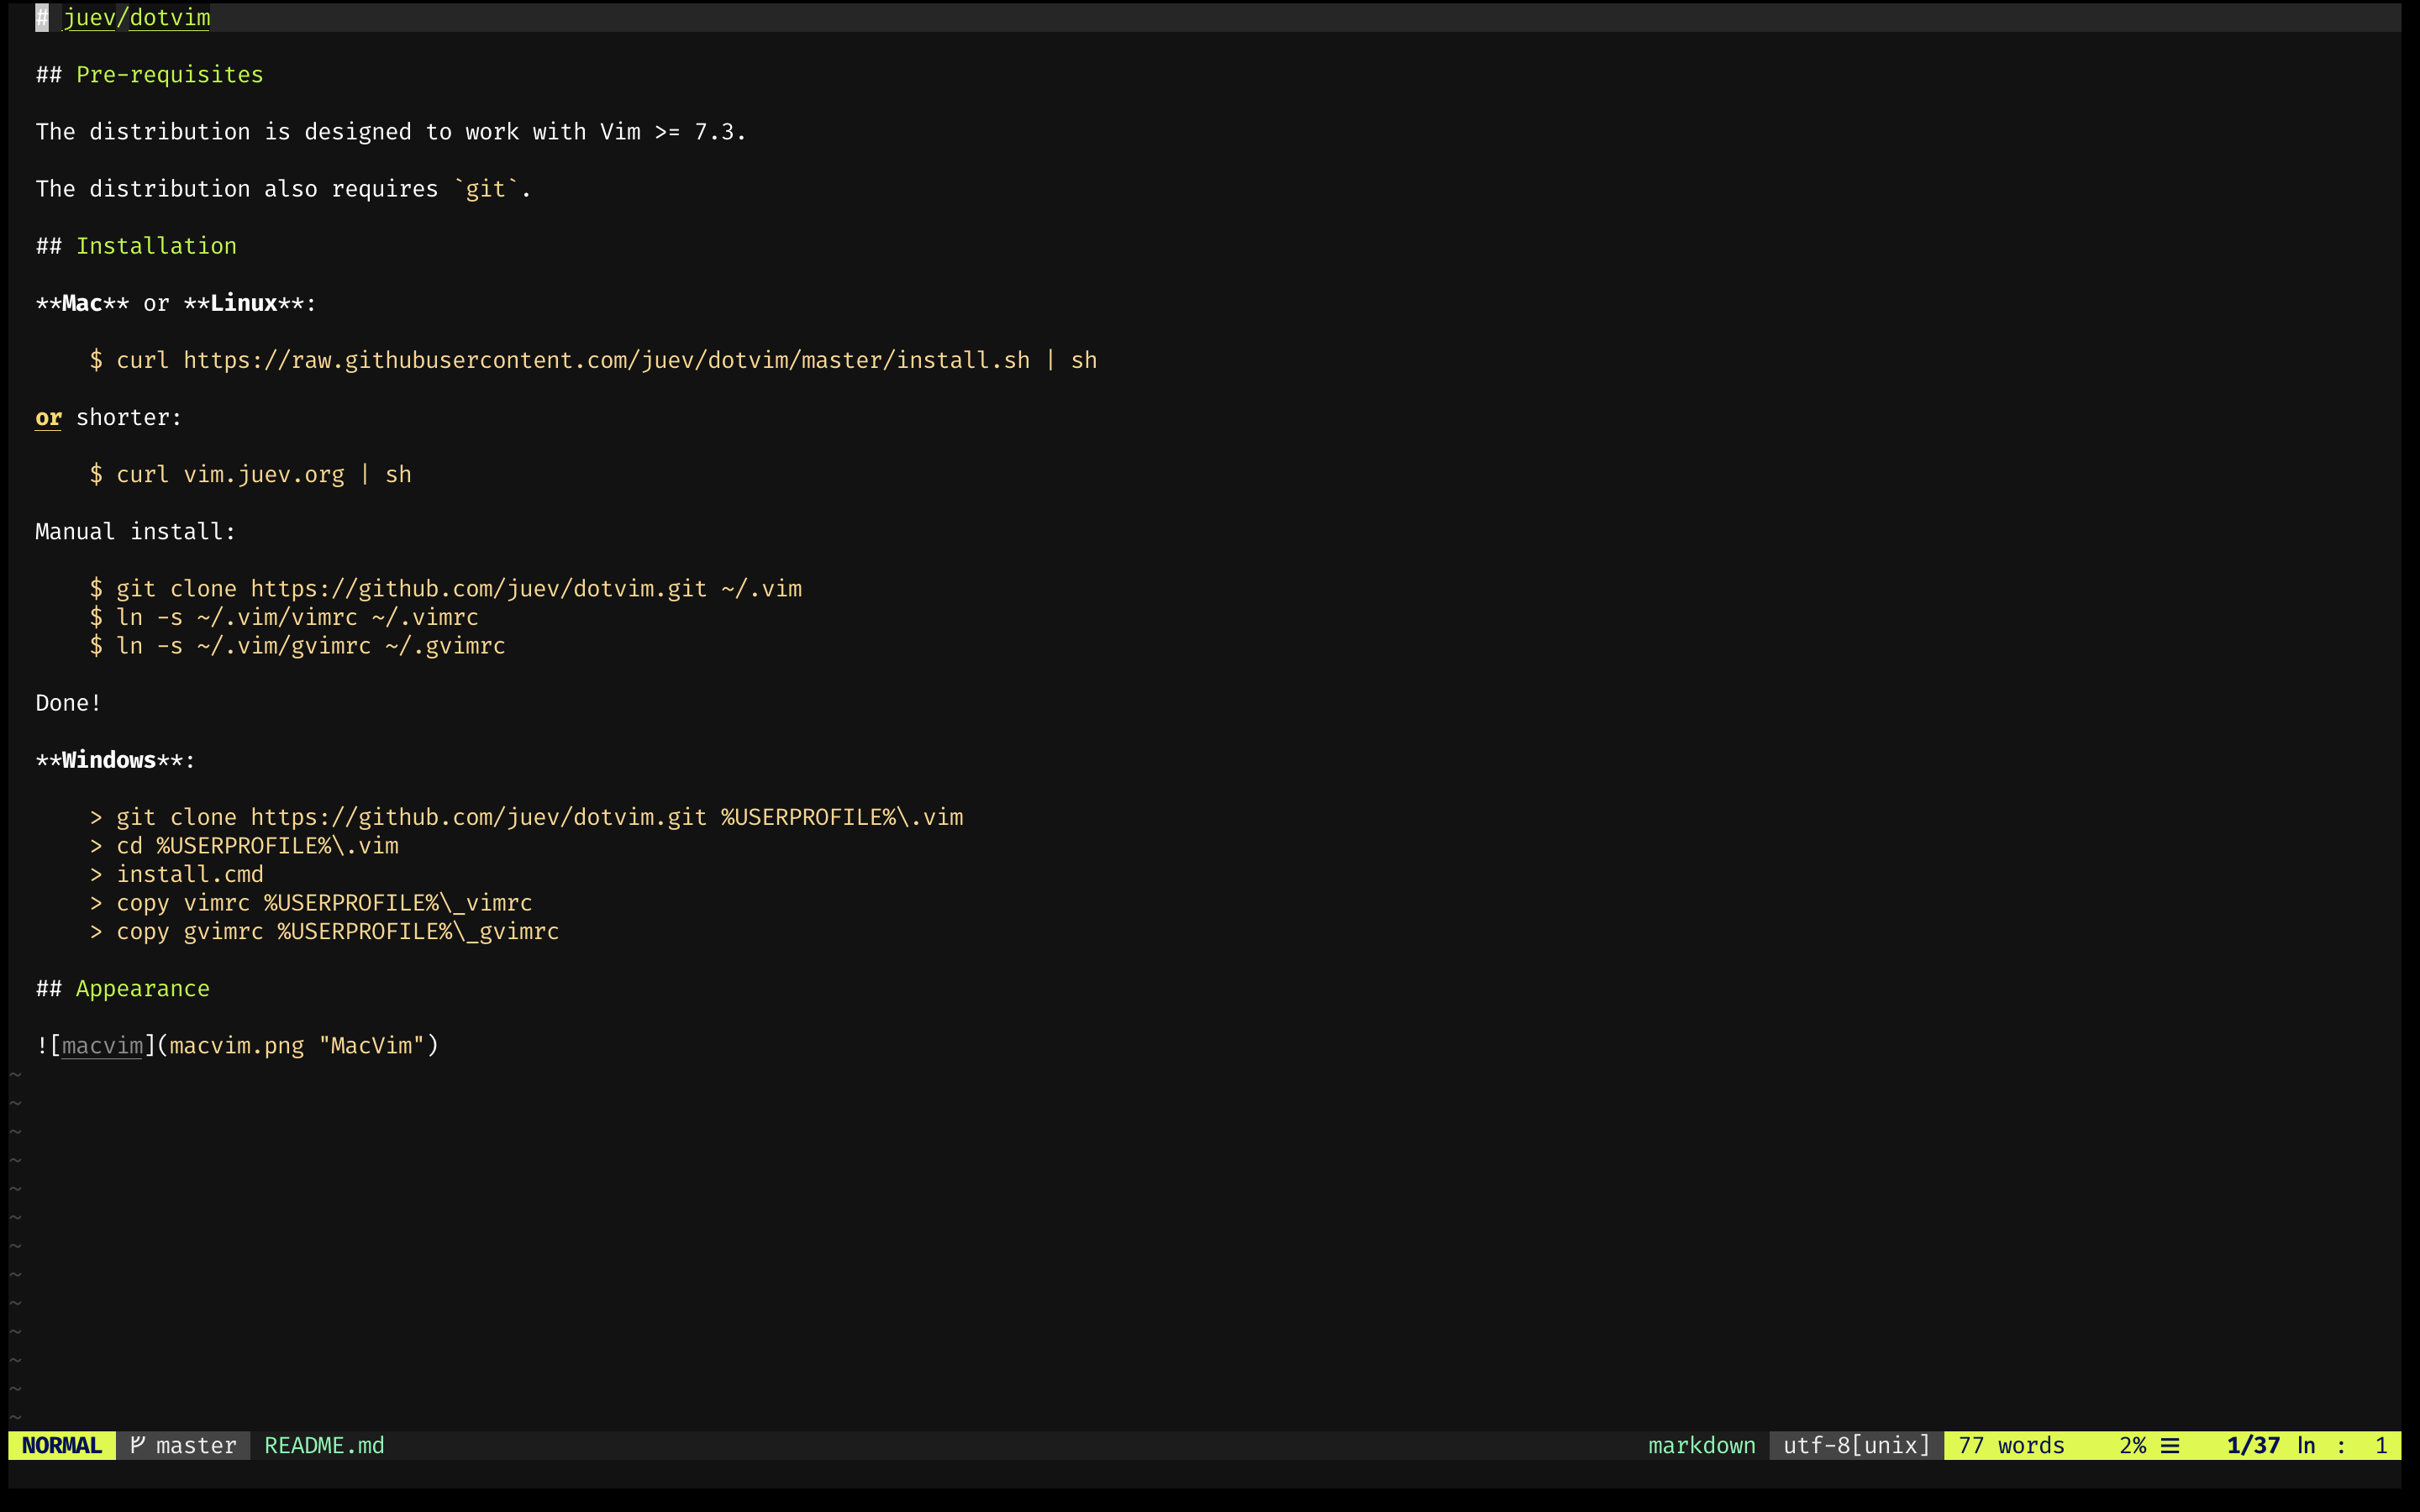 # juev/dotvim
## Pre-requisites
The distribution is designed to work with Vim >= 7.3.
The distribution also requires `git`.
## Installation
**Mac** or **Linux**:
$ curl https://raw.githubusercontent.com/juev/dotvim/master/install.sh | sh
or shorter:
$ curl vim.juev.org | sh
Manual install:
$ git clone https://github.com/juev/dotvim.git ~/.vim
$ ln -s ~/.vim/vimrc ~/.vimrc
$ ln -s ~/.vim/gvimrc ~/.gvimrc
Done!
**Windows**:
> git clone https://github.com/juev/dotvim.git %USERPROFILE%\.vim
> cd %USERPROFILE%\.vim
> install.cmd
> copy vimrc %USERPROFILE%\_vimrc
> copy gvimrc %USERPROFILE%\_gvimrc
## Appearance
![macvim](macvim.png "MacVim")
~
~
~
~
~
~
~
~
~
~
~
~
~
NORMAL master README.md markdown utf-8[unix] 77 words 2% ☰ 1/37 ln : 1